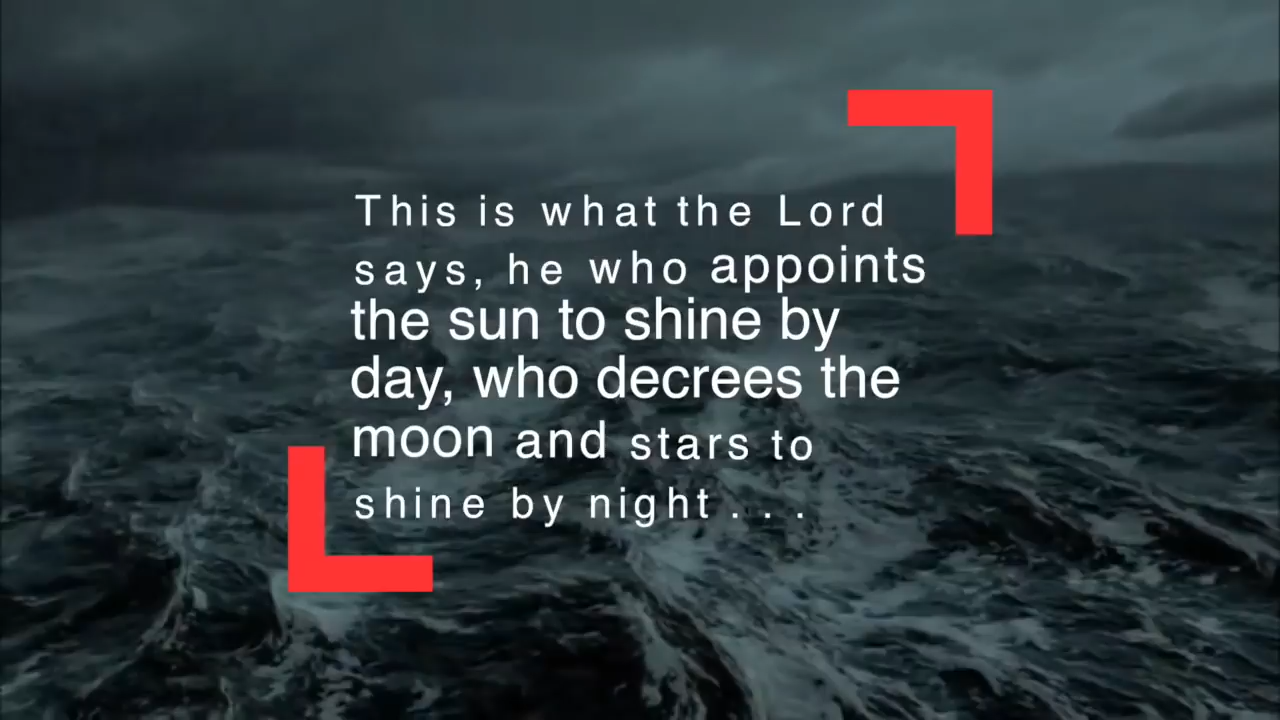 This is what the Lord
says, he who appoints
the sun to shine by
day, who decrees the
moon and stars to
shine by night . . .